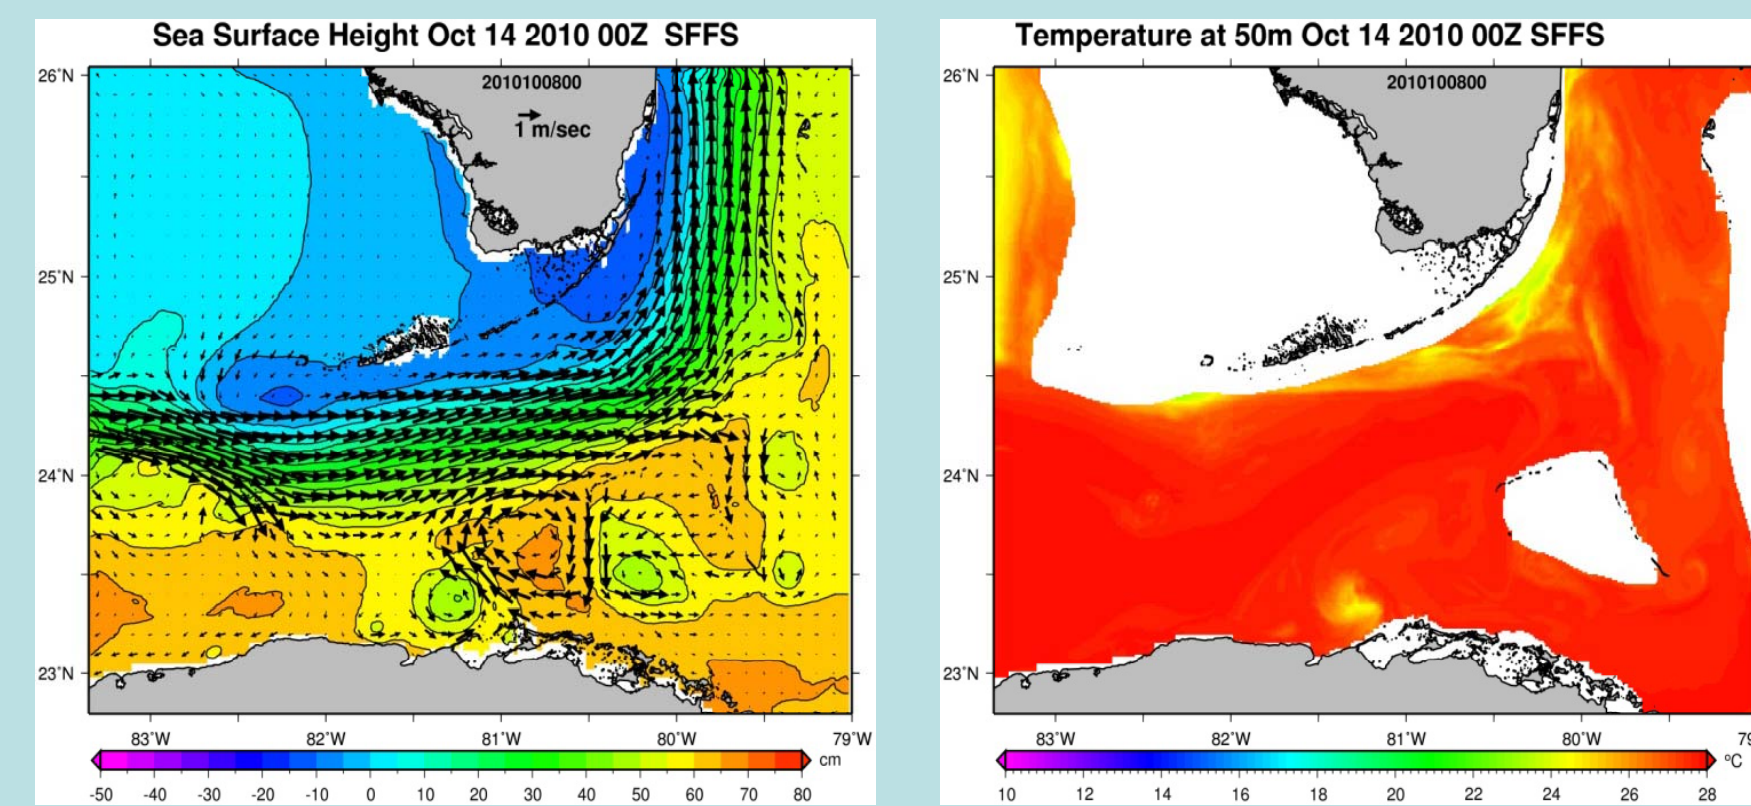 Sea Surface Height Oct 14 2010 00Z SFFS
2010100800
1 m/sec
26°N
25°N
24°N
23°N
83°W 82°W 81°W 80°W 79°W
-50 -40 -30 -20 -10 0 10 20 30 40 50 60 70 80 cm
Temperature at 50m Oct 14 2010 00Z SFFS
2010100800
26°N
25°N
24°N
23°N
83°W 82°W 81°W 80°W 79
10 12 14 16 18 20 22 24 26 28 °C